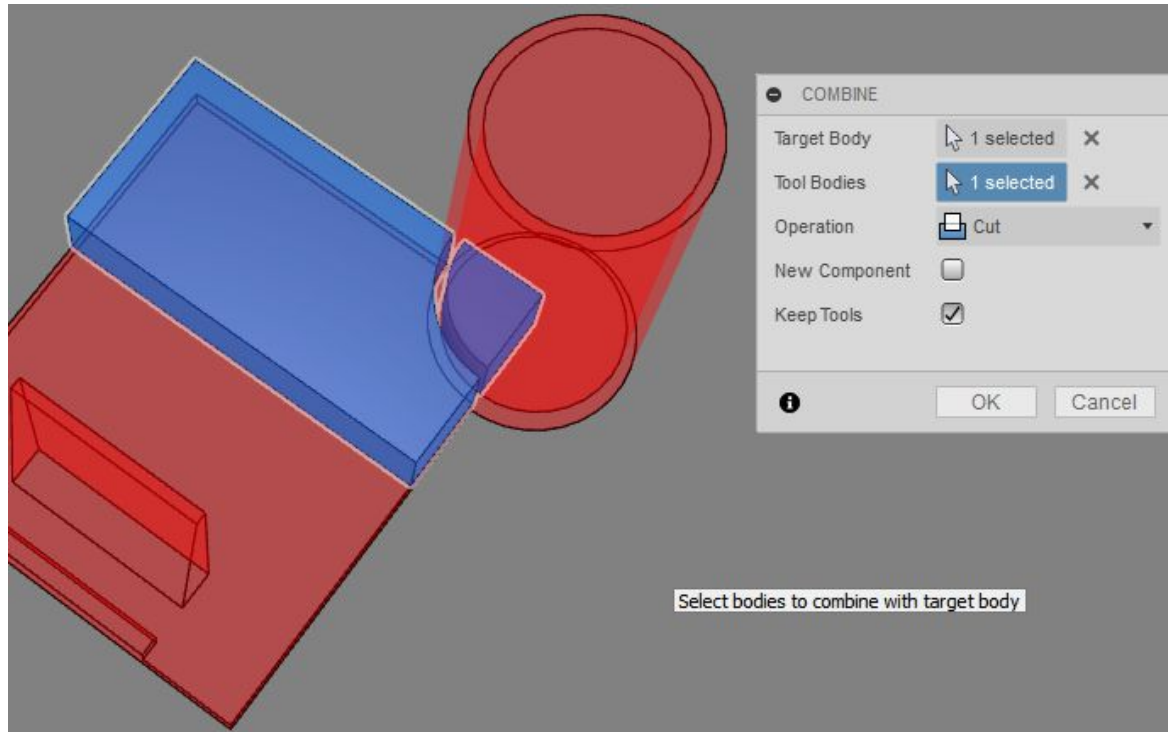 COMBINE
Target Body 1 selected
Tool Bodies 1 selected
Operation Cut
New Component
Keep Tools
OK Cancel
Select bodies to combine with target body